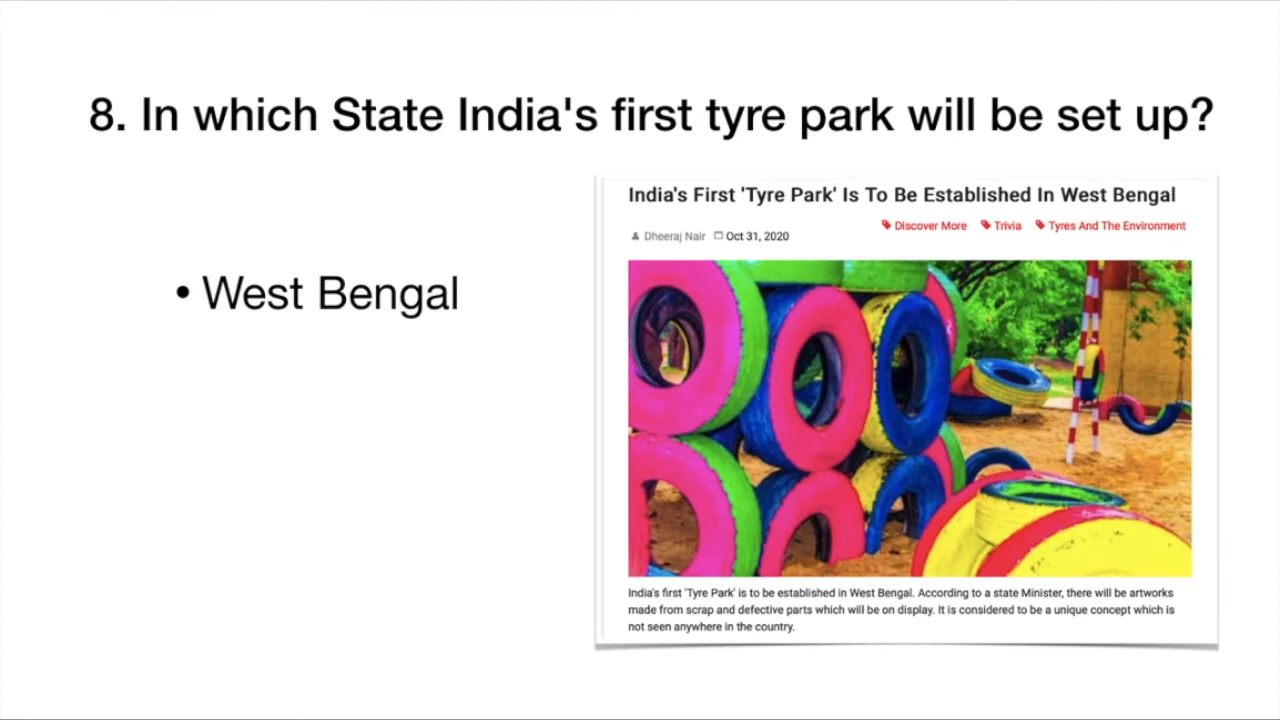 8. In which State India's first tyre park will be set up?
• West Bengal
India's First 'Tyre Park' Is To Be Established In West Bengal
Discover More Trivia Tyres And The Environment
Dheeraj Nair Oct 31, 2020
India's first 'Tyre Park' is to be established in West Bengal. According to a state Minister, there will be artworks
made from scrap and defective parts which will be on display. It is considered to be a unique concept which is
not seen anywhere in the country.